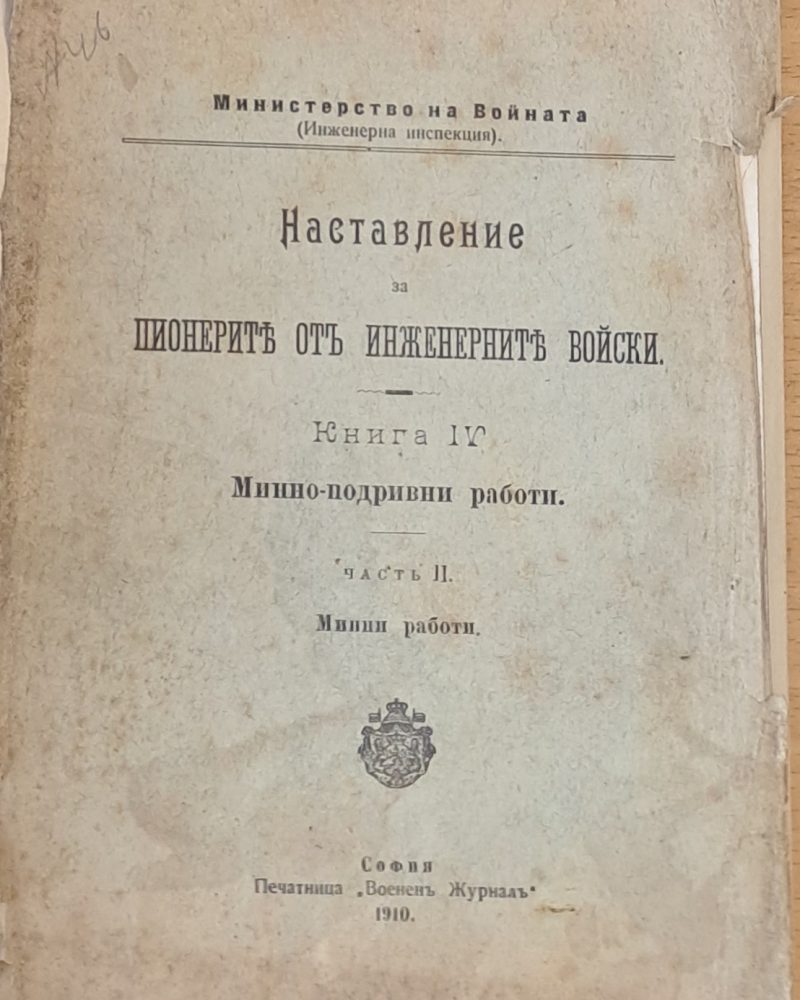 Министерство на Войната
(Инженерна инспекция).
Наставление
за
ПИОНЕРИТѢ ОТЪ ИНЖЕНЕРНИТѢ ВОЙСКИ.
Книга IV
Минно-подривни работи.
ЧАСТЬ II.
Минни работи.
София
Печатница „Воененъ Журналъ“
1910.